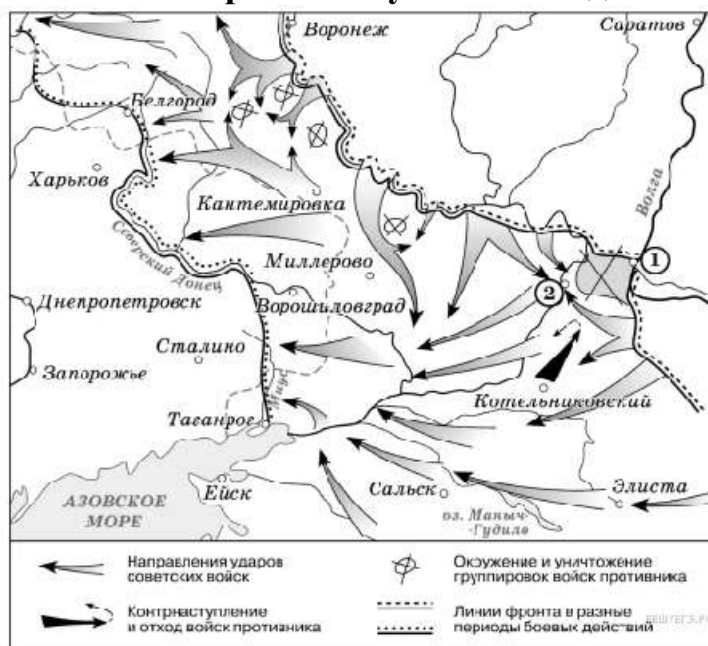 Воронеж
Саратов
Белгород
Харьков
Волга
Кантемировка
Северский Донец
1
Миллерово
2
Днепропетровск
Ворошиловград
Сталино
Запорожье
Миус
Котельниковский
Таганрог
АЗОВСКОЕ
МОРЕ
Ейск
Сальск
Элиста
оз. Маныч-
Гудило
Направления ударов
советских войск
Окружение и уничтожение
группировок войск противника
Контрнаступление
и отход войск противника
Линии фронта в разные
периоды боевых действий